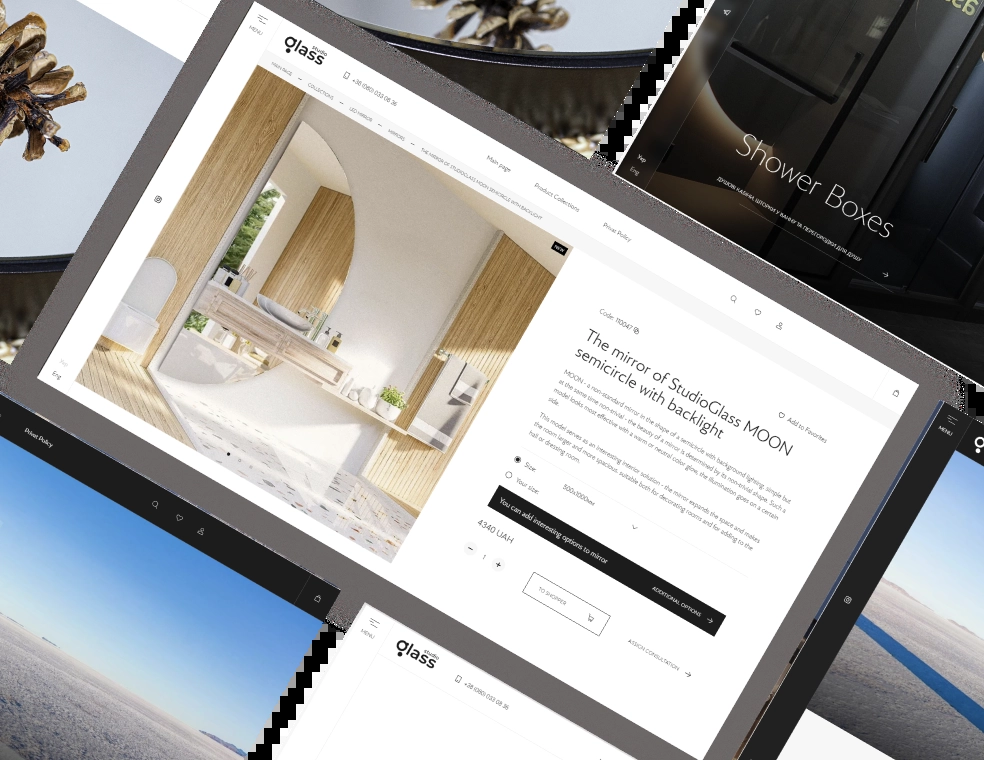 MENU
studio
glass
+38 (090) 033 08 36
MAIN PAGE — COLLECTIONS — LED MIRROR — MIRRORS — THE MIRROR OF STUDIOGLASS MOON SEMICIRCLE WITH BACKLIGHT
Main page
Product Collections
Privat Policy
NEW
Eng
Code: 110047
Add to Favorites
The mirror of StudioGlass MOON
semicircle with backlight
MOON - a non-standard mirror in the shape of a semicircle with background lighting; simple but
at the same time non-trivial - the beauty of a mirror is determined by its non-trivial shape. Such a
model looks most effective with a warm or neutral color glow, the illumination goes on a certain
side.
This model serves as an interesting interior solution - the mirror expands the space and makes
the room larger and more spacious, suitable both for decorating rooms and for adding to the
hall or dressing room.
Size
500x1000мм
Your size:
You can add interesting options to mirror
ADDITIONAL OPTIONS
4340 UAH
1
TO SHOPPER
ASSIGN CONSULTATION
Укр
Eng
Shower Boxes
ДУШОВІ КАБІНИ, ШТОРКИ У ВАННУ ТА ПЕРЕГОРОДКИ ДЛЯ ДУШУ
Privat Policy
MENU
MENU
studio
glass
+38 (090) 033 08 36